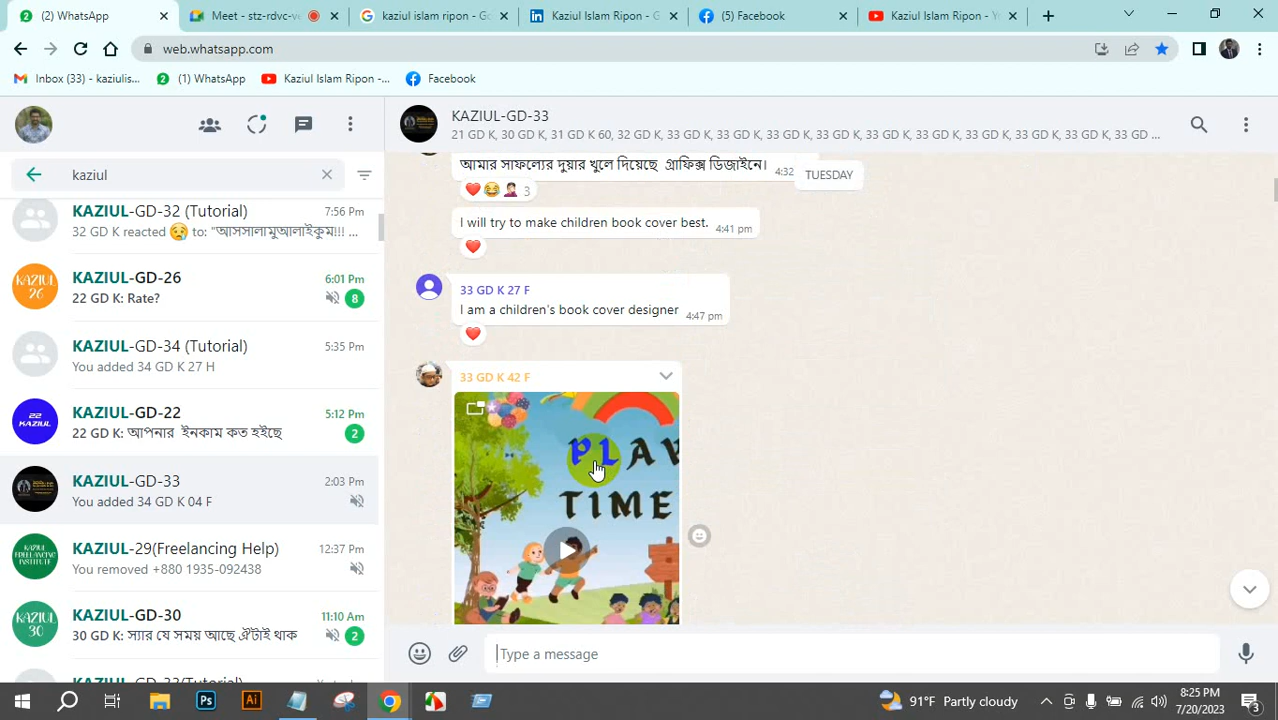 (2) WhatsApp
Meet - stz-rdvc-
kaziul islam ripon - Go
Kaziul Islam Ripon - G
(5) Facebook
Kaziul Islam Ripon - Y
web.whatsapp.com
Inbox (33) - kaziulis...
(1) WhatsApp
Kaziul Islam Ripon -...
Facebook
KAZIUL-GD-33
21 GD K, 30 GD K, 31 GD K 60, 32 GD K, 33 GD K, 33 GD K, 33 GD K, 33 GD K, 33 GD K, 33 GD K, 33 GD K, 33 GD K, 33 GD K, 33 GD ...
kaziul
KAZIUL-GD-32 (Tutorial)
7:56 Pm
32 GD K reacted 😥 to: "আসসালামুআলাইকুম!!! ...
KAZIUL-GD-26
6:01 Pm
22 GD K: Rate?
8
KAZIUL-GD-34 (Tutorial)
5:35 Pm
You added 34 GD K 27 H
KAZIUL-GD-22
5:12 Pm
22 GD K: আপনার ইনকাম কত হইছে
2
KAZIUL-GD-33
2:03 Pm
You added 34 GD K 04 F
KAZIUL-29(Freelancing Help)
12:37 Pm
You removed +880 1935-092438
KAZIUL-GD-30
11:10 Am
30 GD K: স্যার যে সময় আছে ঐটাই থাক
2
আমার সাফল্যের দুয়ার খুলে দিয়েছে গ্রাফিক্স ডিজাইনে।
4:32
TUESDAY
3
I will try to make children book cover best.
4:41 pm
33 GD K 27 F
I am a children's book cover designer
4:47 pm
33 GD K 42 F
PLAY
TIME
Type a message
Ps
Ai
91°F Partly cloudy
8:25 PM
7/20/2023
3